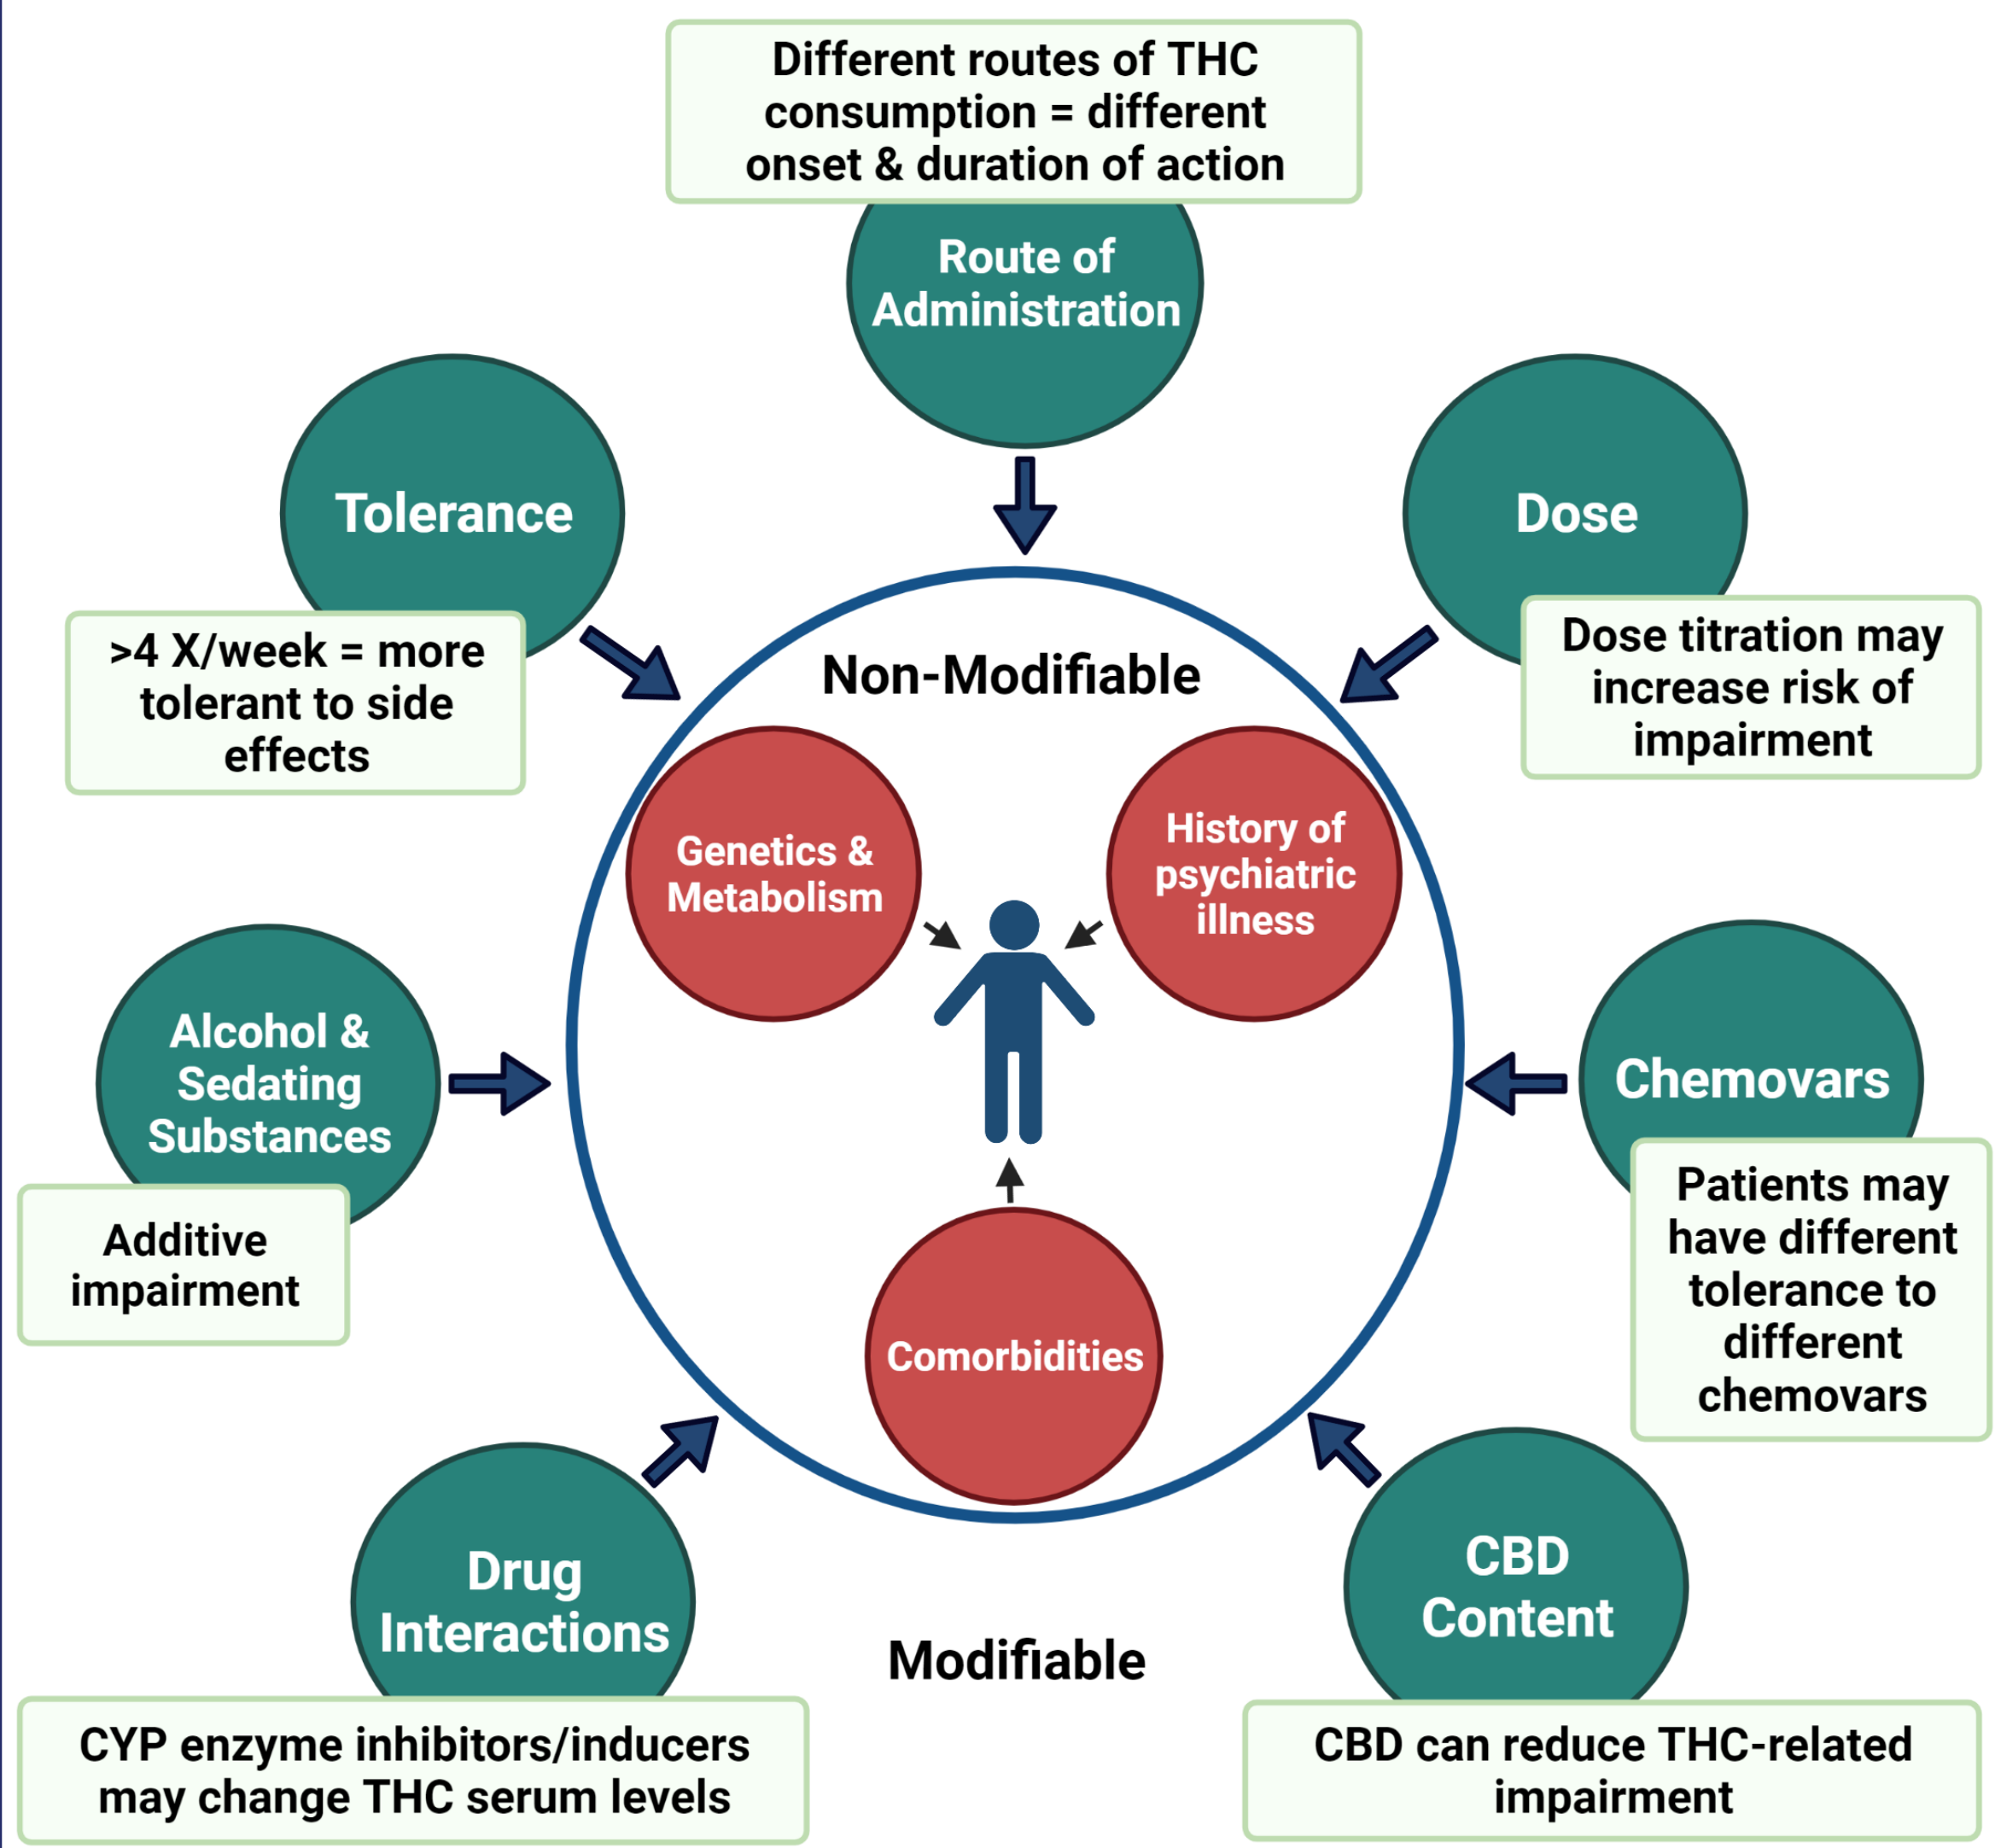 Different routes of THC
consumption = different
onset & duration of action
Route of
Administration
Tolerance
>4 X/week = more
tolerant to side
effects
Dose
Dose titration may
increase risk of
impairment
Non-Modifiable
Genetics &
Metabolism
History of
psychiatric
illness
Comorbidities
Alcohol &
Sedating
Substances
Additive
impairment
Chemovars
Patients may
have different
tolerance to
different
chemovars
Drug
Interactions
CYP enzyme inhibitors/inducers
may change THC serum levels
Modifiable
CBD
Content
CBD can reduce THC-related
impairment